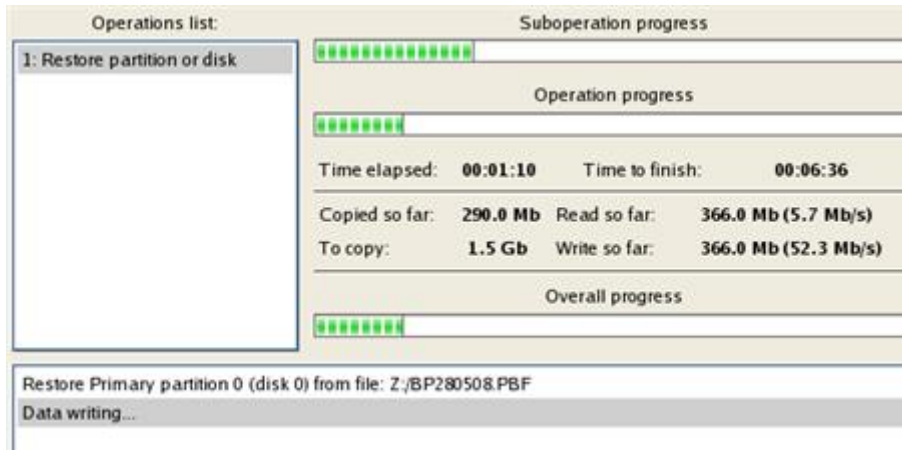 Operations list:
1: Restore partition or disk
Suboperation progress
Operation progress
Time elapsed: 00:01:10 Time to finish: 00:06:36
Copied so far: 290.0 Mb Read so far: 366.0 Mb (5.7 Mb/s)
To copy: 1.5 Gb Write so far: 366.0 Mb (52.3 Mb/s)
Overall progress
Restore Primary partition 0 (disk 0) from file: Z:/BP280508.PBF
Data writing...